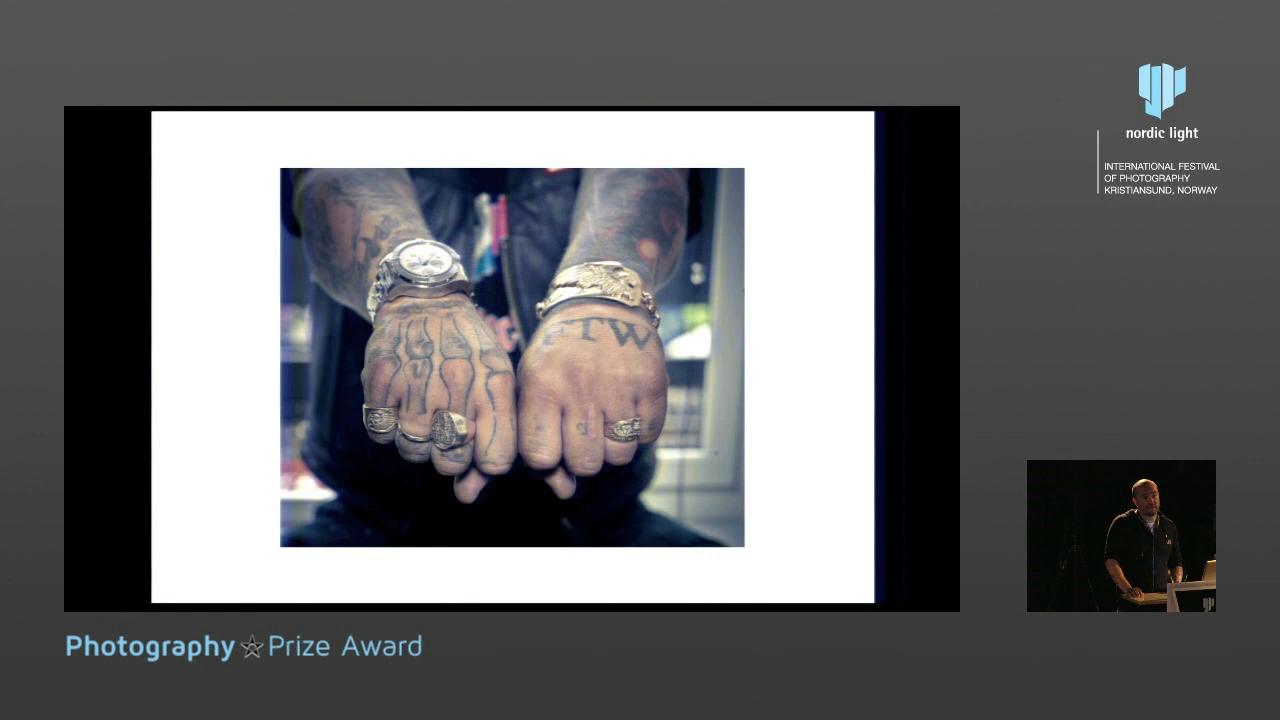 nordic light
INTERNATIONAL FESTIVAL
OF PHOTOGRAPHY
KRISTIANSUND, NORWAY
FTW
Photography Prize Award